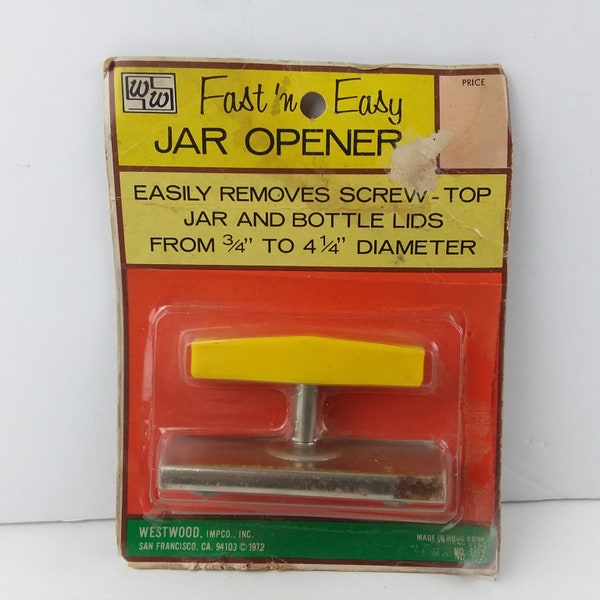 WW
Fast 'n Easy
PRICE
JAR OPENER
EASILY REMOVES SCREW-TOP
JAR AND BOTTLE LIDS
FROM 3/4" TO 4 1/4" DIAMETER
WESTWOOD. IMPCO., INC.
SAN FRANCISCO, CA. 94103 © 1972
MADE IN HONG KONG
NO.